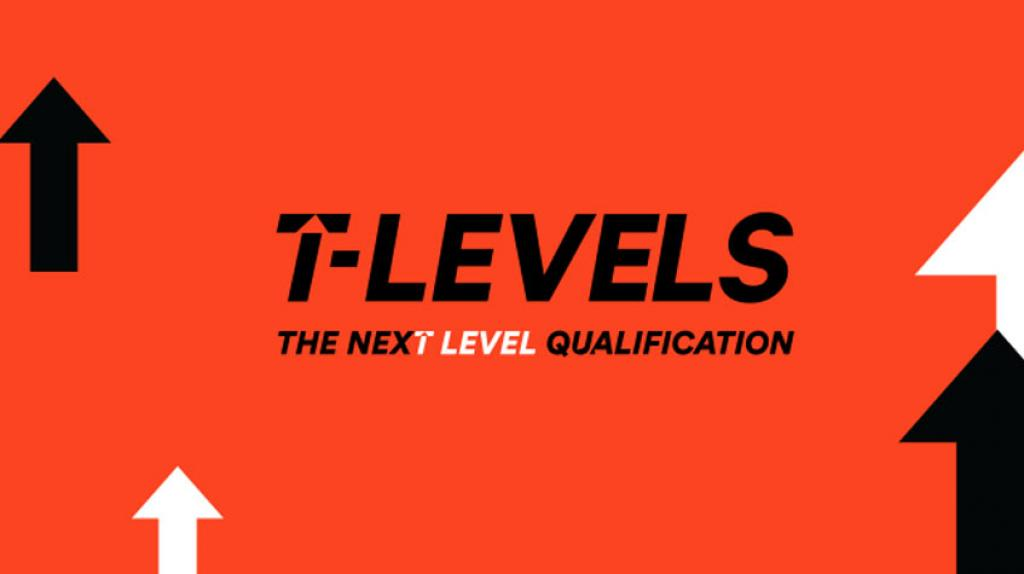 T-LEVELS
THE NEXT LEVEL QUALIFICATION